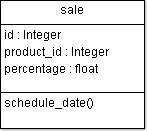 sale
id : Integer
product_id : Integer
percentage : float
schedule_date()